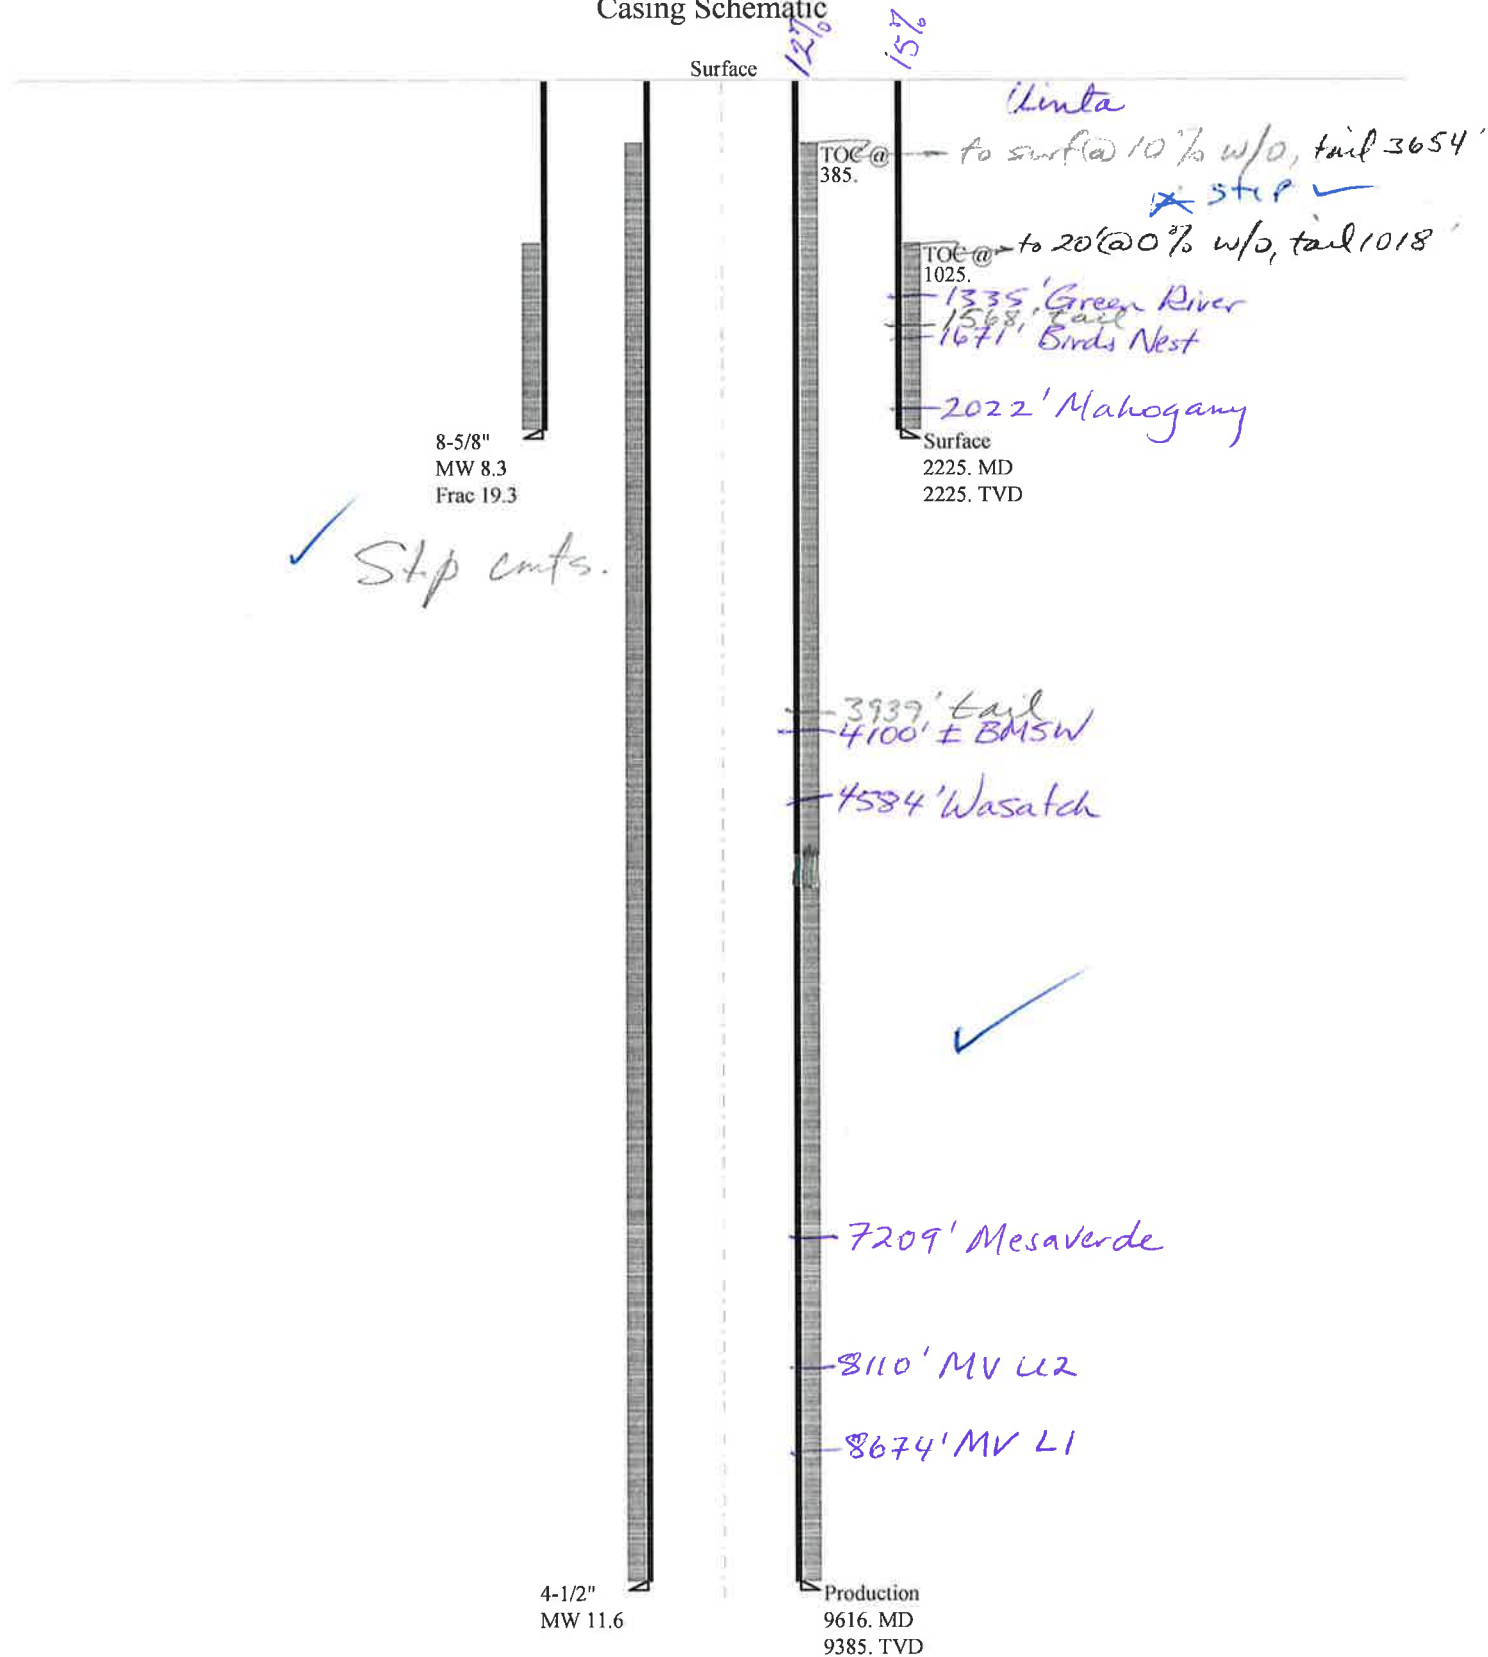 Casing Schematic
12%
15%
Surface
Uinta
TOC @
385.
to surf @ 10% w/o, tail 3654'
* stip ✓
TOC @
1025.
to 20' @ 0% w/o, tail 1018'
1335' Green River
1568' tail
1671' Birds Nest
2022' Mahogany
8-5/8"
MW 8.3
Frac 19.3
Surface
2225. MD
2225. TVD
✓ Stip cmts.
3939' tail
4100' ± BMSW
4584' Wasatch
✓
7209' Mesaverde
8110' MV U2
8674' MV L1
4-1/2"
MW 11.6
Production
9616. MD
9385. TVD